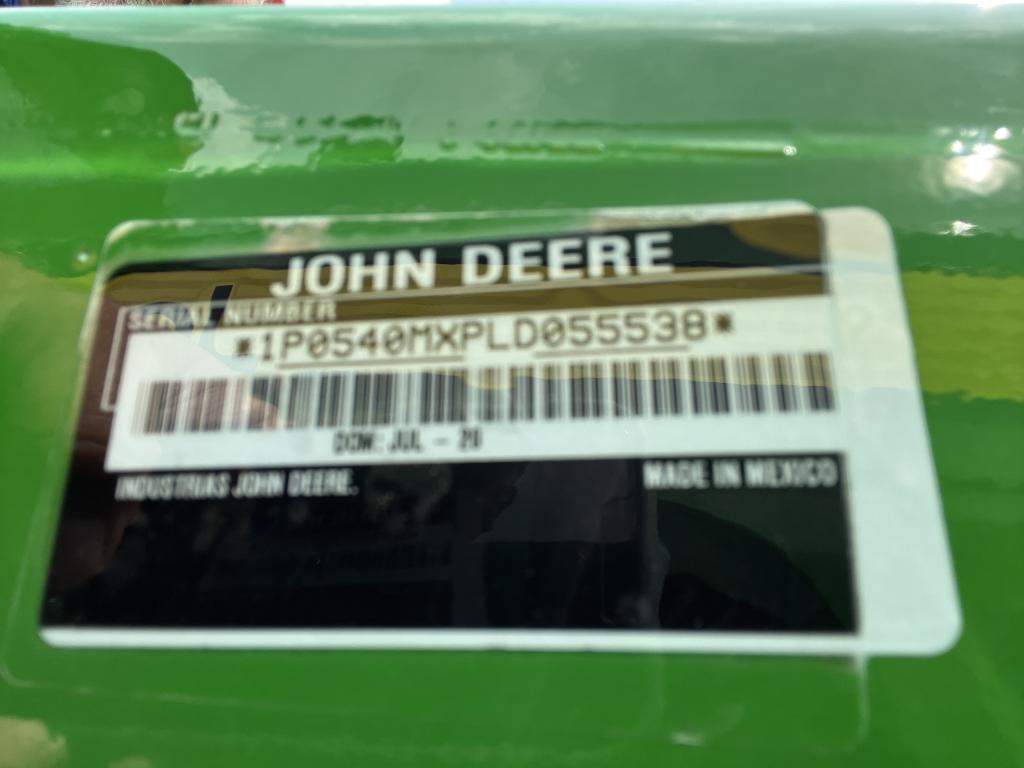 JOHN DEERE
SERIAL NUMBER
*1P0540MXPLD055538*
DOM: JUL - 20
INDUSTRIAS JOHN DEERE. MADE IN MEXICO